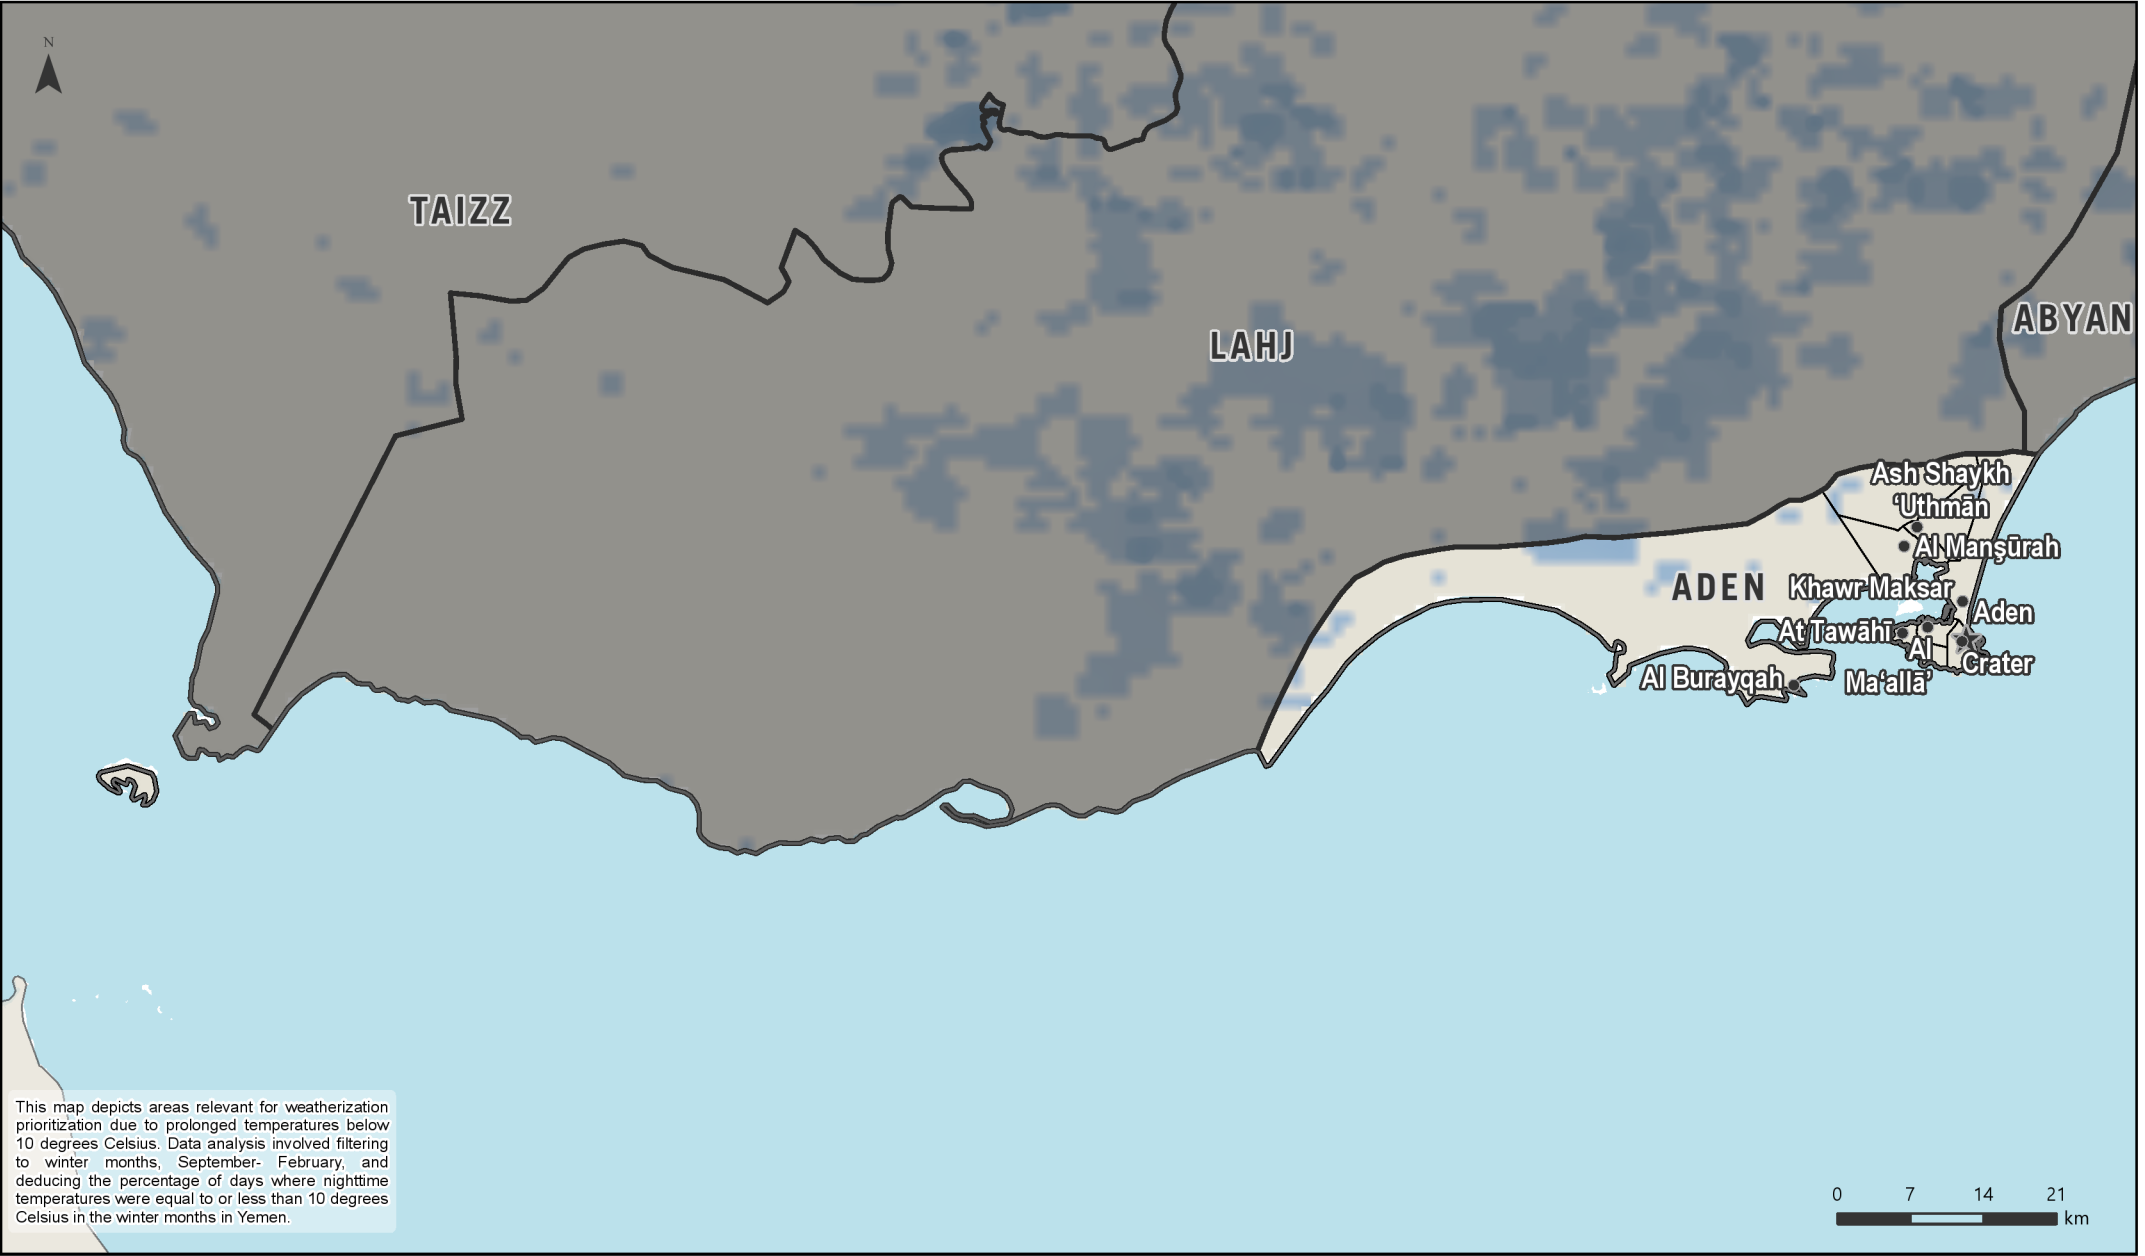 N
TAIZZ
LAHJ
ABYAN
Ash Shaykh
‘Uthmān
Al Manşūrah
ADEN
Khawr Maksar
Aden
At Tawāhī
Al
Ma‘allā’
Crater
Al Burayqah
This map depicts areas relevant for weatherization
prioritization due to prolonged temperatures below
10 degrees Celsius. Data analysis involved filtering
to winter months, September- February, and
deducing the percentage of days where nighttime
temperatures were equal to or less than 10 degrees
Celsius in the winter months in Yemen.
0 7 14 21
km